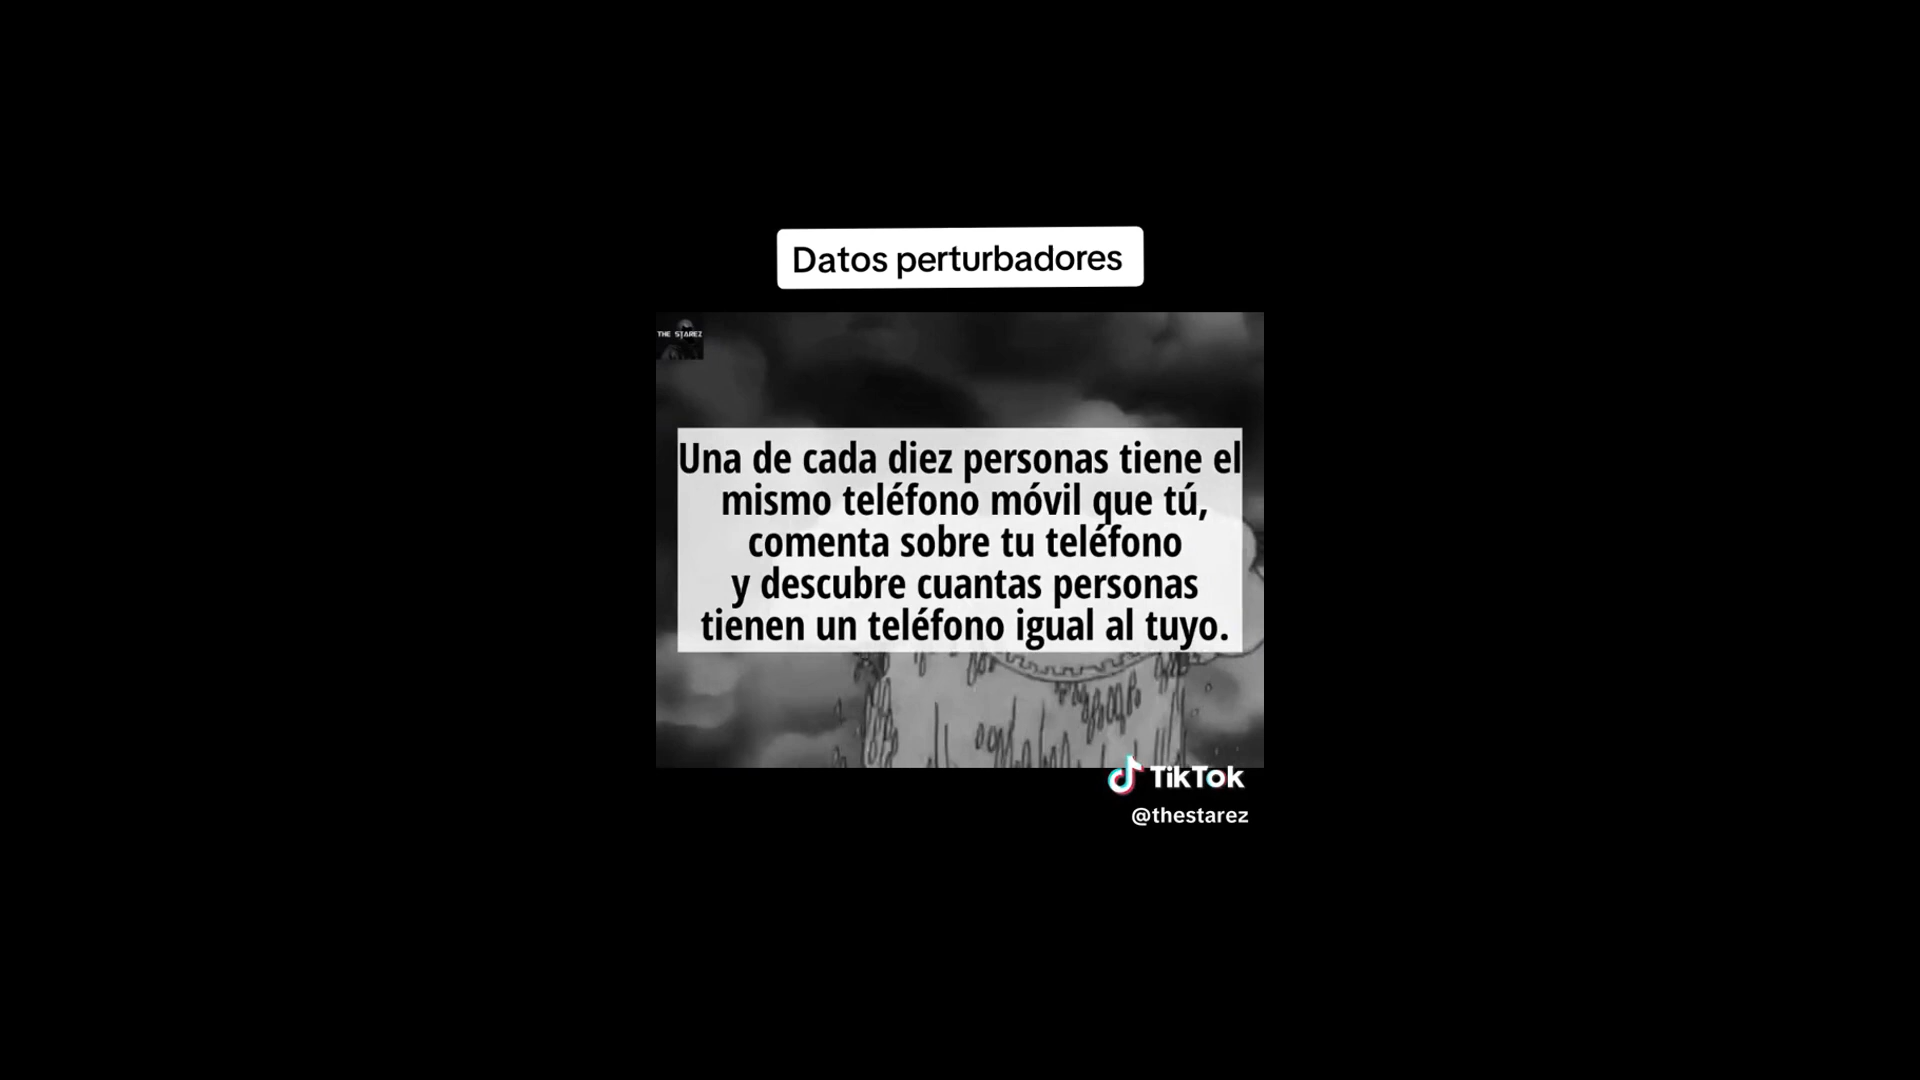 Datos perturbadores
THE STAREZ
Una de cada diez personas tiene el
mismo teléfono móvil que tú,
comenta sobre tu teléfono
y descubre cuantas personas
tienen un teléfono igual al tuyo.
TikTok
@thestarez